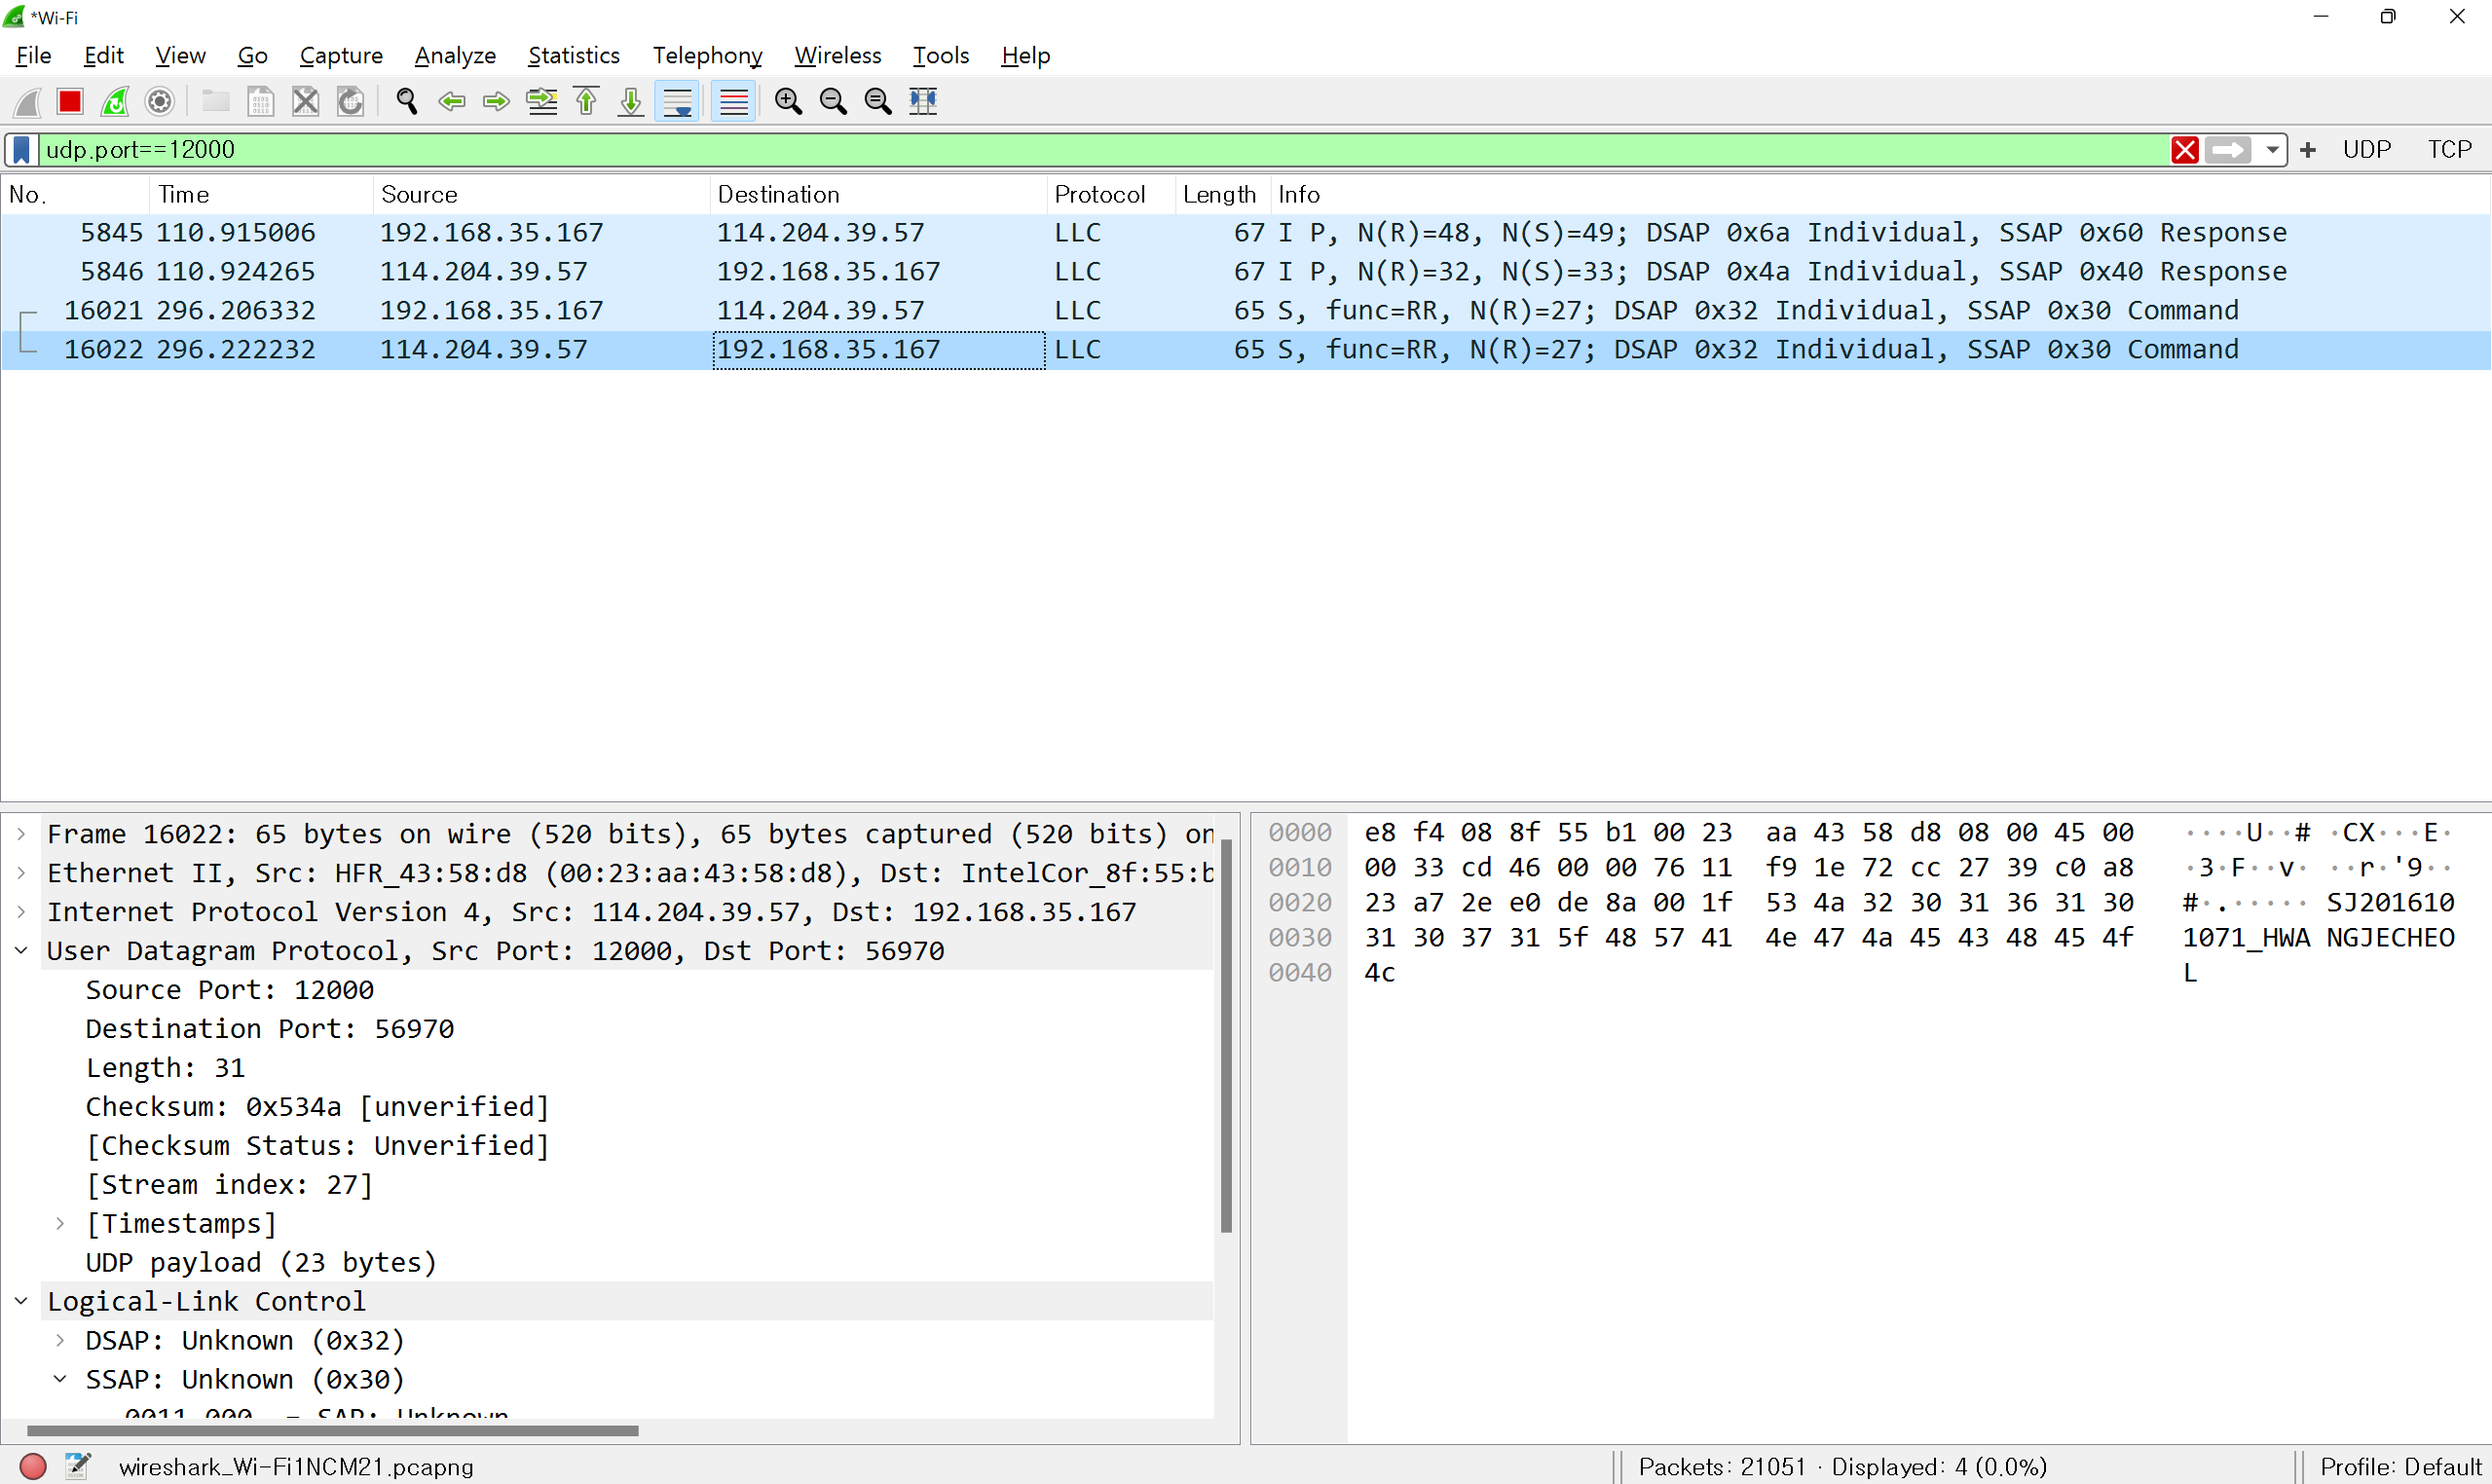 *Wi-Fi
File Edit View Go Capture Analyze Statistics Telephony Wireless Tools Help
udp.port==12000 + UDP TCP
No. Time Source Destination Protocol Length Info
5845 110.915006 192.168.35.167 114.204.39.57 LLC 67 I P, N(R)=48, N(S)=49; DSAP 0x6a Individual, SSAP 0x60 Response
5846 110.924265 114.204.39.57 192.168.35.167 LLC 67 I P, N(R)=32, N(S)=33; DSAP 0x4a Individual, SSAP 0x40 Response
16021 296.206332 192.168.35.167 114.204.39.57 LLC 65 S, func=RR, N(R)=27; DSAP 0x32 Individual, SSAP 0x30 Command
16022 296.222232 114.204.39.57 192.168.35.167 LLC 65 S, func=RR, N(R)=27; DSAP 0x32 Individual, SSAP 0x30 Command
Frame 16022: 65 bytes on wire (520 bits), 65 bytes captured (520 bits) on
Ethernet II, Src: HFR_43:58:d8 (00:23:aa:43:58:d8), Dst: IntelCor_8f:55:b
Internet Protocol Version 4, Src: 114.204.39.57, Dst: 192.168.35.167
User Datagram Protocol, Src Port: 12000, Dst Port: 56970
Source Port: 12000
Destination Port: 56970
Length: 31
Checksum: 0x534a [unverified]
[Checksum Status: Unverified]
[Stream index: 27]
[Timestamps]
UDP payload (23 bytes)
Logical-Link Control
DSAP: Unknown (0x32)
SSAP: Unknown (0x30)
0011 000. = SAP: Unknown
0000 e8 f4 08 8f 55 b1 00 23 aa 43 58 d8 08 00 45 00 ····U··# ·CX···E·
0010 00 33 cd 46 00 00 76 11 f9 1e 72 cc 27 39 c0 a8 ·3·F··v· ··r·'9··
0020 23 a7 2e e0 de 8a 00 1f 53 4a 32 30 31 36 31 30 #·.····· SJ201610
0030 31 30 37 31 5f 48 57 41 4e 47 4a 45 43 48 45 4f 1071_HWA NGJECHEO
0040 4c L
wireshark_Wi-Fi1NCM21.pcapng Packets: 21051 · Displayed: 4 (0.0%) Profile: Default